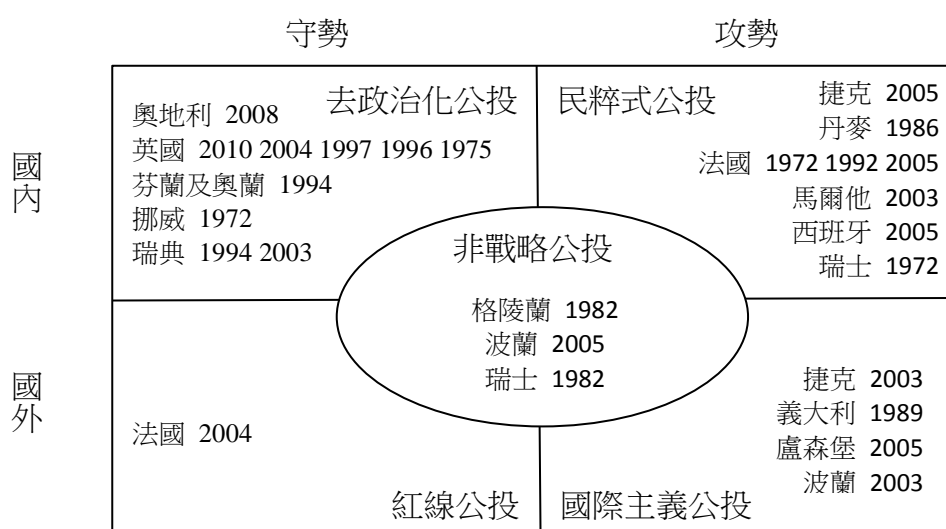 守勢
攻勢
國內
去政治化公投
奧地利 2008
英國 2010 2004 1997 1996 1975
芬蘭及奧蘭 1994
挪威 1972
瑞典 1994 2003
民粹式公投
捷克 2005
丹麥 1986
法國 1972 1992 2005
馬爾他 2003
西班牙 2005
瑞士 1972
非戰略公投
格陵蘭 1982
波蘭 2005
瑞士 1982
國外
法國 2004
紅線公投
捷克 2003
義大利 1989
盧森堡 2005
波蘭 2003
國際主義公投